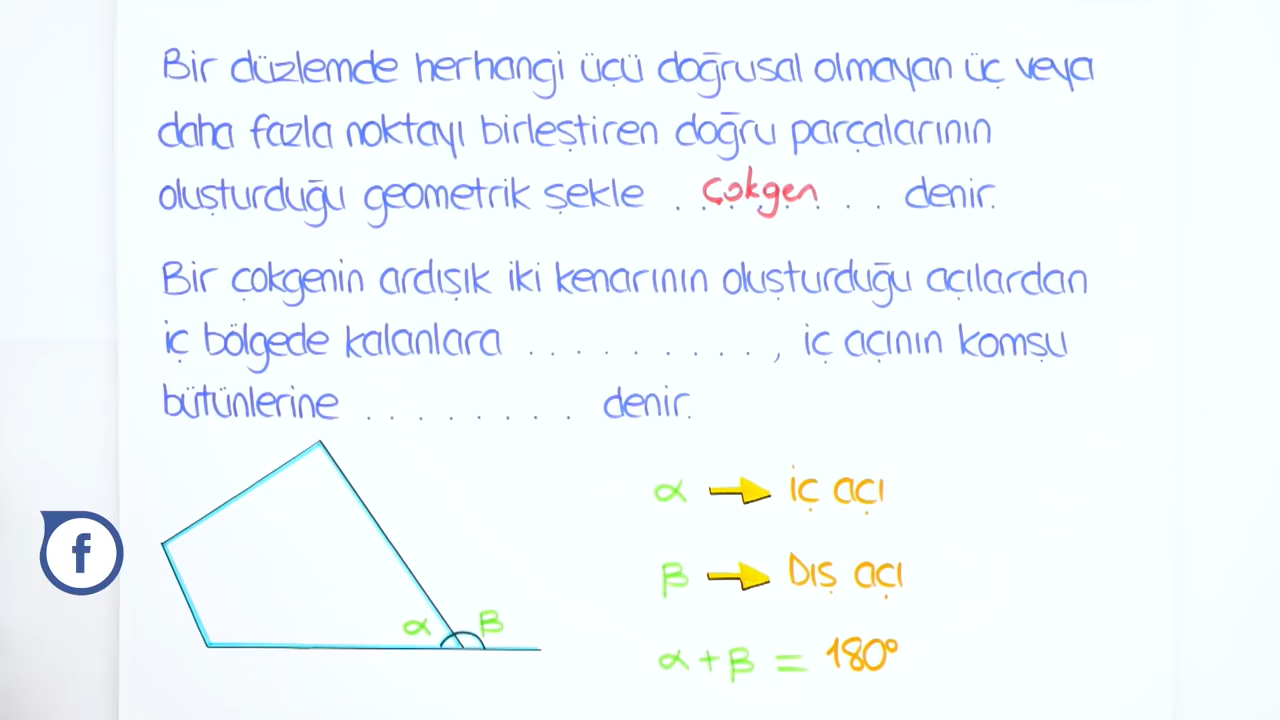 Bir düzlemde herhangi üçü doğrusal olmayan üç veya
daha fazla noktayı birleştiren doğru parçalarının
oluşturduğu geometrik şekle . çokgen . . denir.
Bir çokgenin ardışık iki kenarının oluşturduğu açılardan
iç bölgede kalanlara . . . . . . . . . . , iç açının komşu
bütünlerine . . . . . . . . denir.
α → iç açı
β → Dış açı
α β
α + β = 180°
f